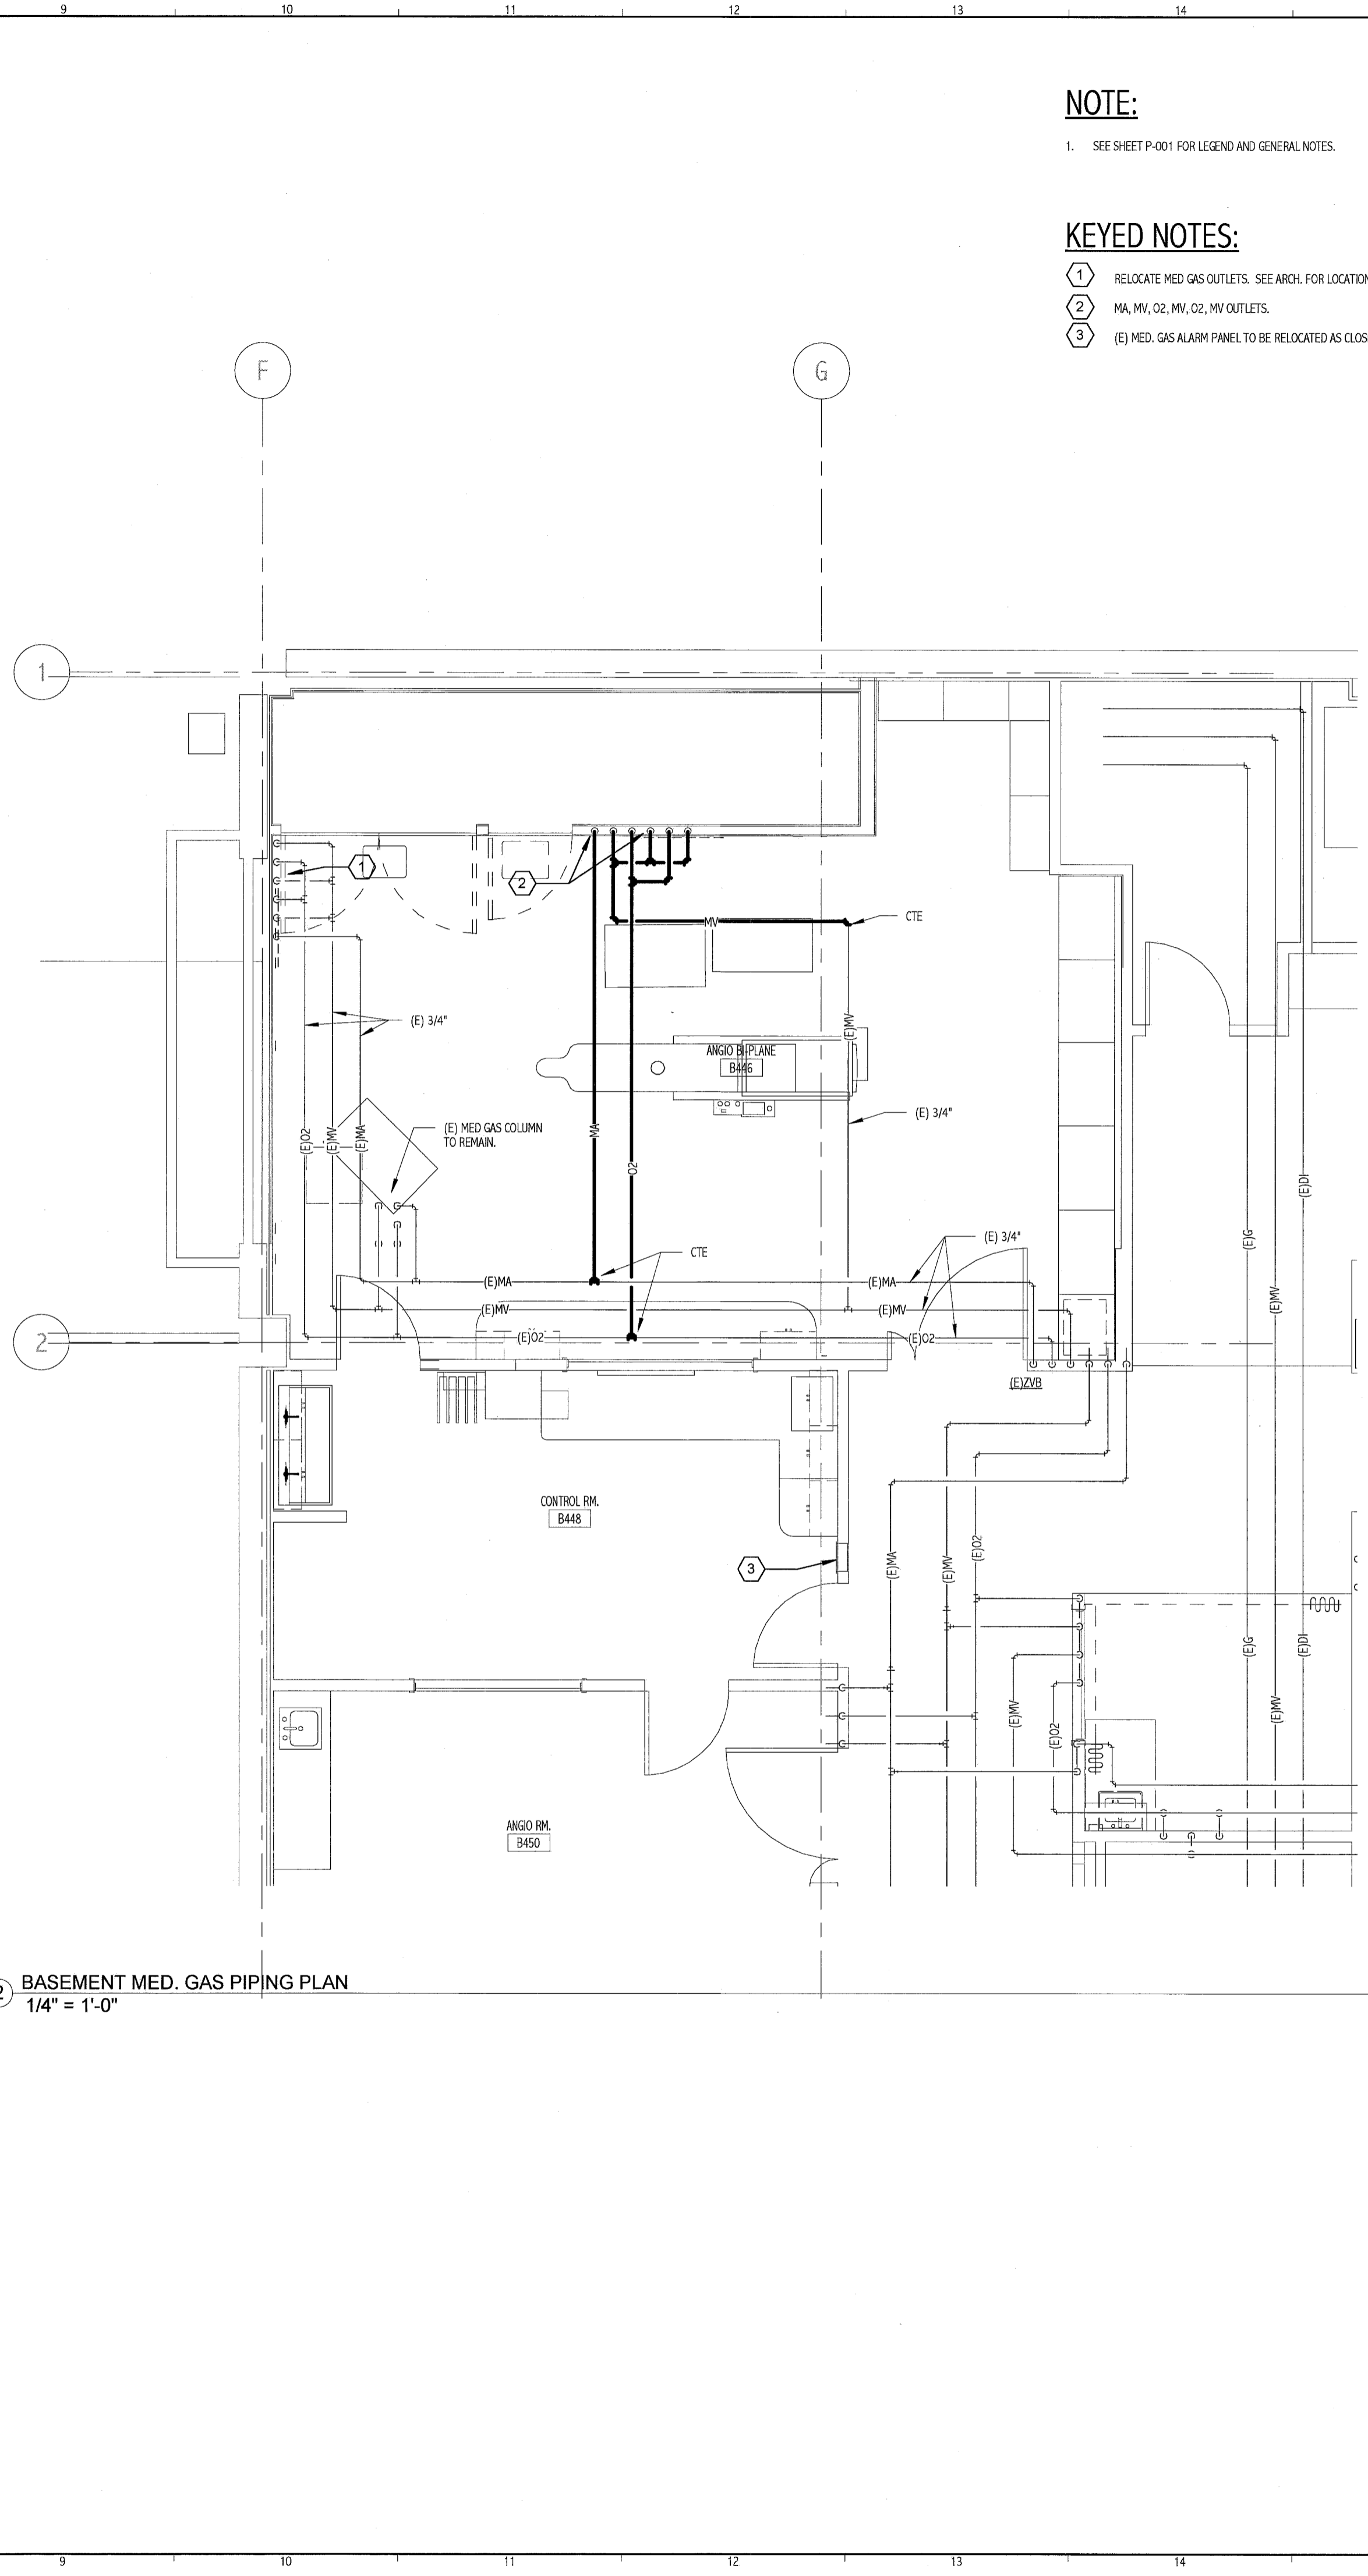 9 10 11 12 13 14
NOTE:
1. SEE SHEET P-001 FOR LEGEND AND GENERAL NOTES.
KEYED NOTES:
1 RELOCATE MED GAS OUTLETS. SEE ARCH. FOR LOCATION
2 MA, MV, O2, MV, O2, MV OUTLETS.
3 (E) MED. GAS ALARM PANEL TO BE RELOCATED AS CLOS
F G
1
1
2
MV
CTE
(E) 3/4"
(E)MV
ANGIO BI-PLANE
B446
(E) 3/4"
(E) MED GAS COLUMN
TO REMAIN.
(E)O2
(E)MV
(E)MA
MA
O2
(E)DI
(E)G
(E)MV
CTE
(E) 3/4"
(E)MA
(E)MA
(E)MV
(E)MV
2
(E)O2
(E)O2
(E)ZVB
CONTROL RM.
B448
3
(E)MA
(E)MV
(E)O2
(E)G
(E)DI
(E)MV
(E)MV
(E)O2
ANGIO RM.
B450
2 BASEMENT MED. GAS PIPING PLAN
1/4" = 1'-0"
9 10 11 12 13 14